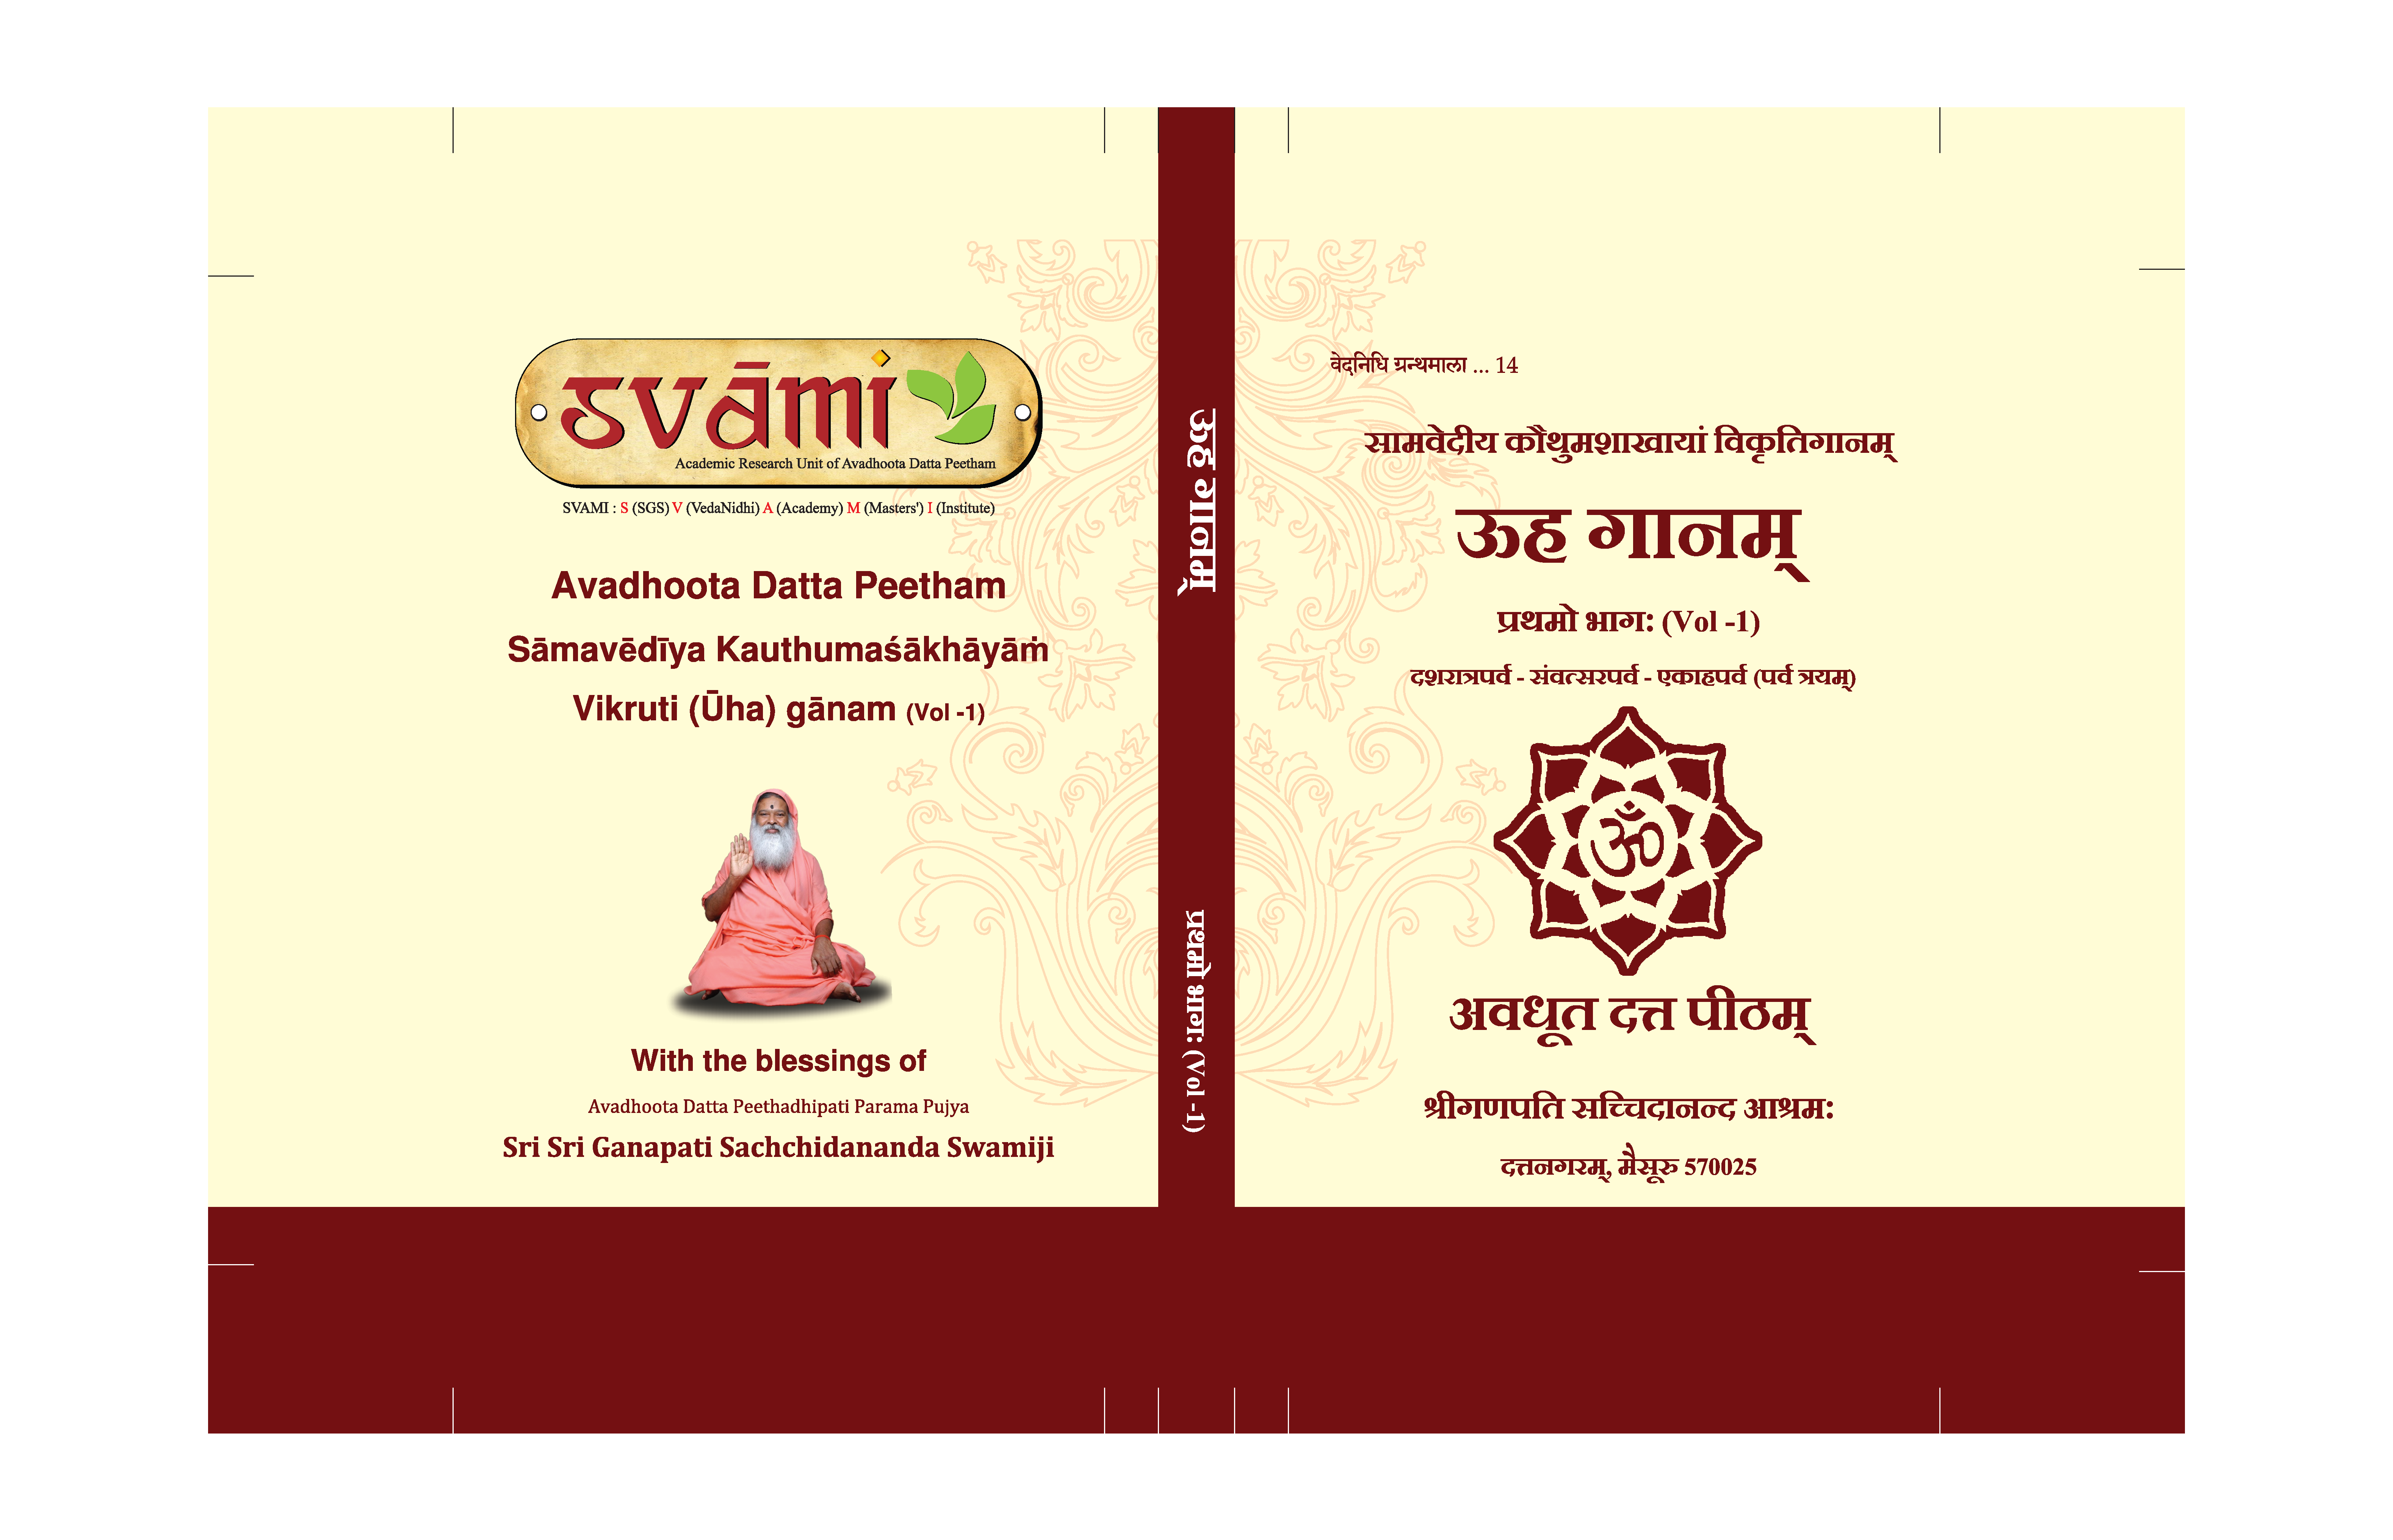 svāmi
Academic Research Unit of Avadhoota Datta Peetham
SVAMI : S (SGS) V (VedaNidhi) A (Academy) M (Masters') I (Institute)
Avadhoota Datta Peetham
Sāmavēdīya Kauthumaśākhāyāṁ
Vikruti (Ūha) gānam (Vol -1)
With the blessings of
Avadhoota Datta Peethadhipati Parama Pujya
Sri Sri Ganapati Sachchidananda Swamiji
ऊह गानम्
प्रथमो भाग: (Vol -1)
वेदनिधि ग्रन्थमाला ... 14
सामवेदीय कौथुमशाखायां विकृतिगानम्
ऊह गानम्
प्रथमो भाग: (Vol -1)
दशरात्रपर्व - संवत्सरपर्व - एकाहपर्व (पर्व त्रयम्)
ॐ
अवधूत दत्त पीठम्
श्रीगणपति सच्चिदानन्द आश्रम:
दत्तनगरम्, मैसूरु 570025